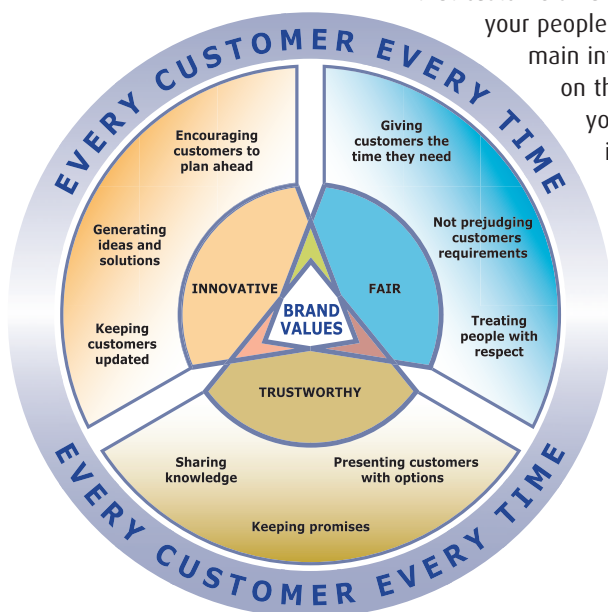 your people
main in
on th
yo
i
EVERY CUSTOMER EVERY TIME
Encouraging
customers to
plan ahead
Generating
ideas and
solutions
Keeping
customers
updated
INNOVATIVE
Giving
customers the
time they need
Not prejudging
customers
requirements
Treating
people with
respect
FAIR
BRAND
VALUES
TRUSTWORTHY
Sharing
knowledge
Presenting customers
with options
Keeping promises
EVERY CUSTOMER EVERY TIME